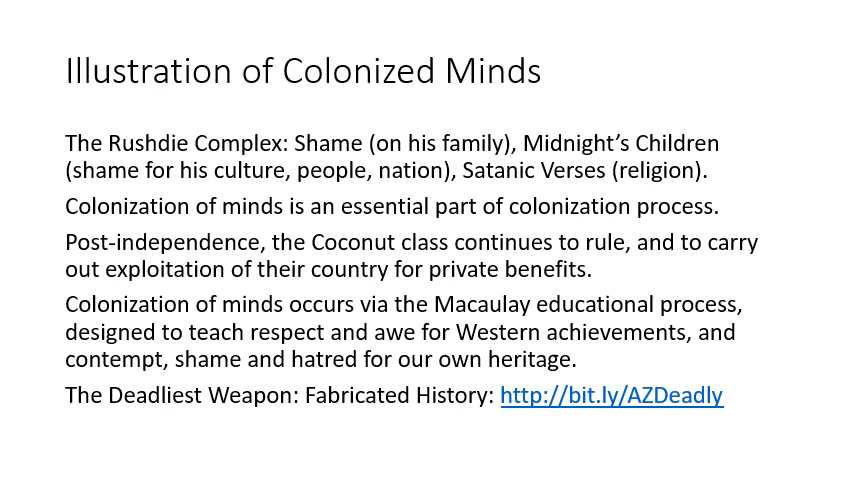 Illustration of Colonized Minds
The Rushdie Complex: Shame (on his family), Midnight’s Children
(shame for his culture, people, nation), Satanic Verses (religion).
Colonization of minds is an essential part of colonization process.
Post-independence, the Coconut class continues to rule, and to carry
out exploitation of their country for private benefits.
Colonization of minds occurs via the Macaulay educational process,
designed to teach respect and awe for Western achievements, and
contempt, shame and hatred for our own heritage.
The Deadliest Weapon: Fabricated History: http://bit.ly/AZDeadly